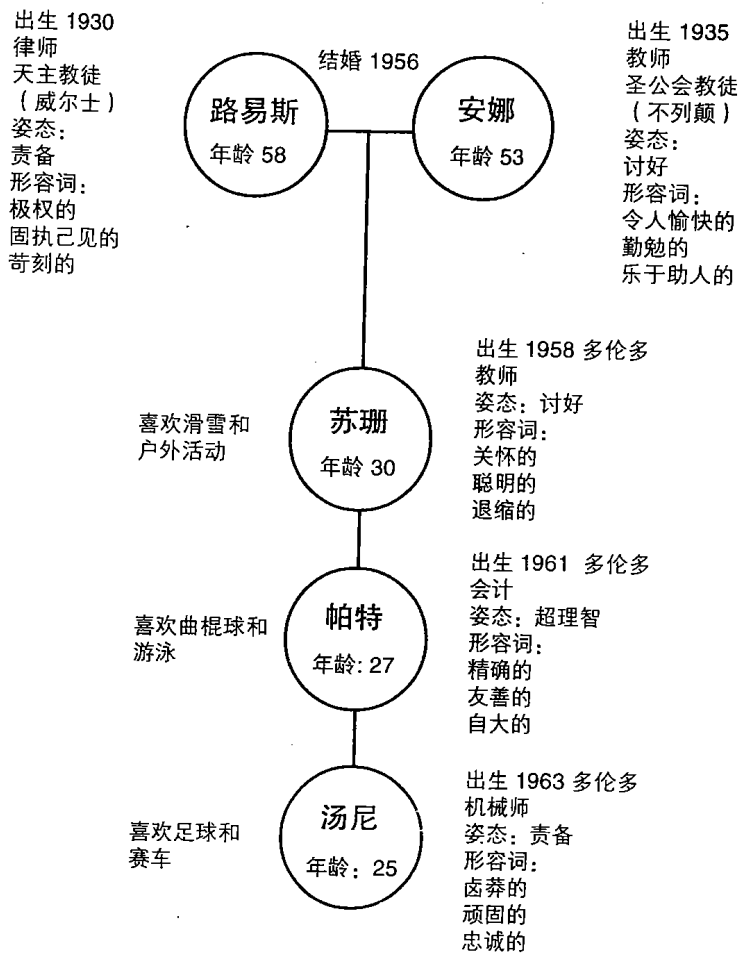 出生 1930
律师
天主教徒
（威尔士）
姿态：
责备
形容词：
极权的
固执己见的
苛刻的
结婚 1956
路易斯
年龄 58
安娜
年龄 53
出生 1935
教师
圣公会教徒
（不列颠）
姿态：
讨好
形容词：
令人愉快的
勤勉的
乐于助人的
喜欢滑雪和
户外活动
苏珊
年龄 30
出生 1958 多伦多
教师
姿态：讨好
形容词：
关怀的
聪明的
退缩的
喜欢曲棍球和
游泳
帕特
年龄: 27
出生 1961 多伦多
会计
姿态：超理智
形容词：
精确的
友善的
自大的
喜欢足球和
赛车
汤尼
年龄：25
出生 1963 多伦多
机械师
姿态：责备
形容词：
卤莽的
顽固的
忠诚的